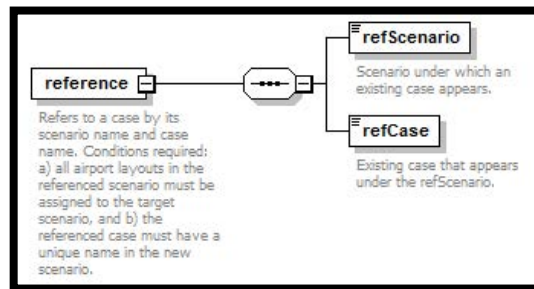 reference
Refers to a case by its
scenario name and case
name. Conditions required:
a) all airport layouts in the
referenced scenario must be
assigned to the target
scenario, and b) the
referenced case must have a
unique name in the new
scenario.
refScenario
Scenario under which an
existing case appears.
refCase
Existing case that appears
under the refScenario.